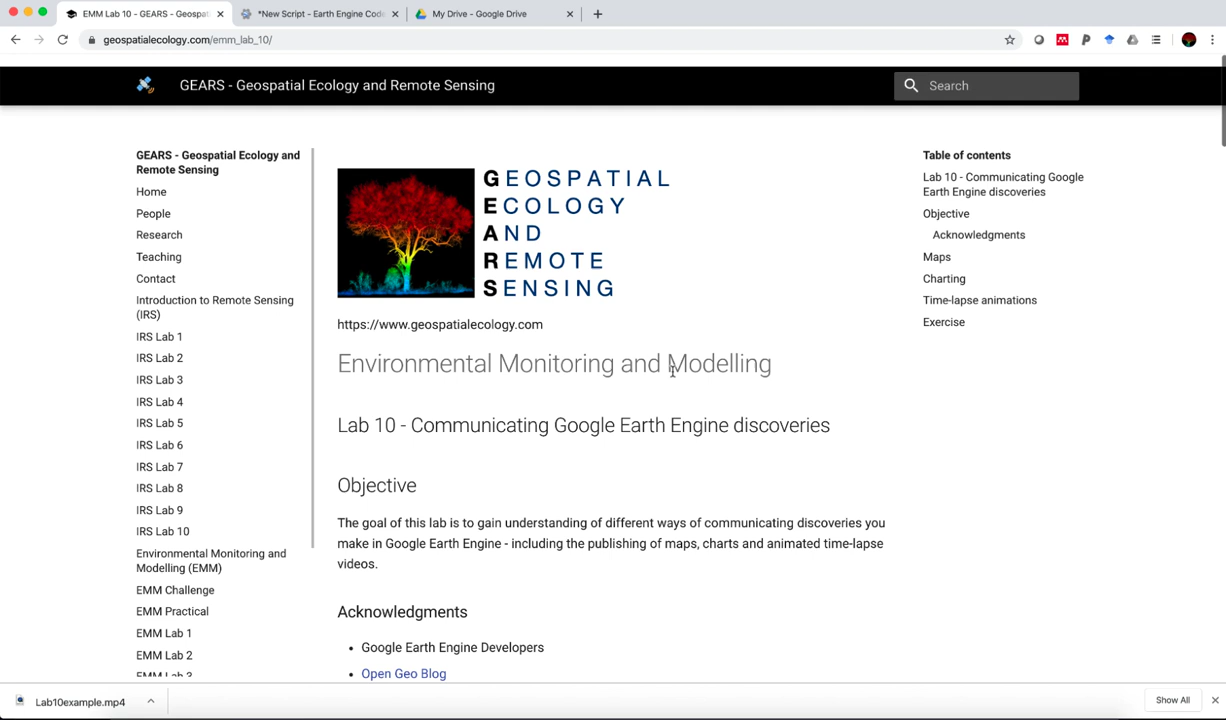 EMM Lab 10 - GEARS - Geospat
*New Script - Earth Engine Cod
My Drive - Google Drive
geospatialecology.com/emm_lab_10/
GEARS - Geospatial Ecology and Remote Sensing
Search
GEARS - Geospatial Ecology and
Remote Sensing
Home
People
Research
Teaching
Contact
Introduction to Remote Sensing
(IRS)
IRS Lab 1
IRS Lab 2
IRS Lab 3
IRS Lab 4
IRS Lab 5
IRS Lab 6
IRS Lab 7
IRS Lab 8
IRS Lab 9
IRS Lab 10
Environmental Monitoring and
Modelling (EMM)
EMM Challenge
EMM Practical
EMM Lab 1
EMM Lab 2
EMM Lab 3
GEOSPATIAL
ECOLOGY
AND
REMOTE
SENSING
https://www.geospatialecology.com
Environmental Monitoring and Modelling
Lab 10 - Communicating Google Earth Engine discoveries
Objective
The goal of this lab is to gain understanding of different ways of communicating discoveries you
make in Google Earth Engine - including the publishing of maps, charts and animated time-lapse
videos.
Acknowledgments
• Google Earth Engine Developers
• Open Geo Blog
Table of contents
Lab 10 - Communicating Google
Earth Engine discoveries
Objective
Acknowledgments
Maps
Charting
Time-lapse animations
Exercise
Lab10example.mp4
Show All